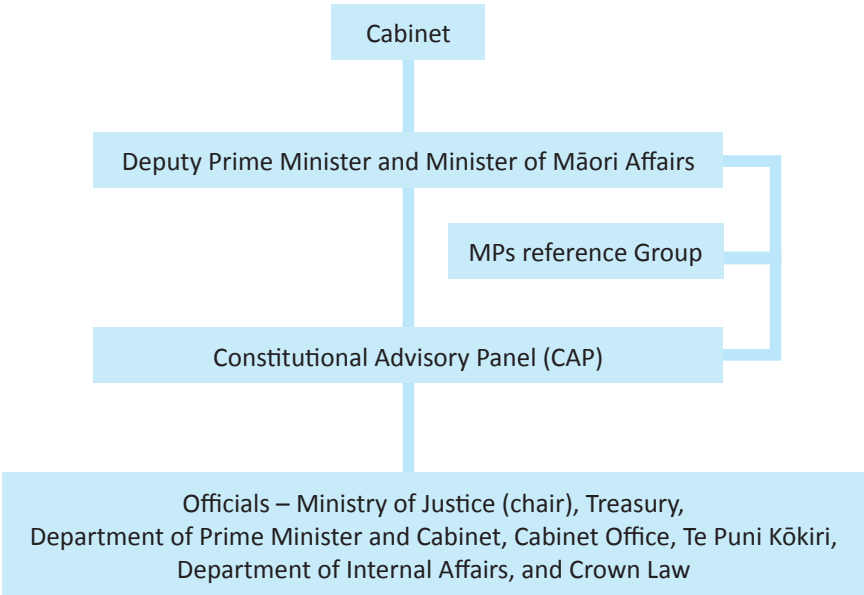 Cabinet
Deputy Prime Minister and Minister of Māori Affairs
MPs reference Group
Constitutional Advisory Panel (CAP)
Officials – Ministry of Justice (chair), Treasury,
Department of Prime Minister and Cabinet, Cabinet Office, Te Puni Kōkiri,
Department of Internal Affairs, and Crown Law